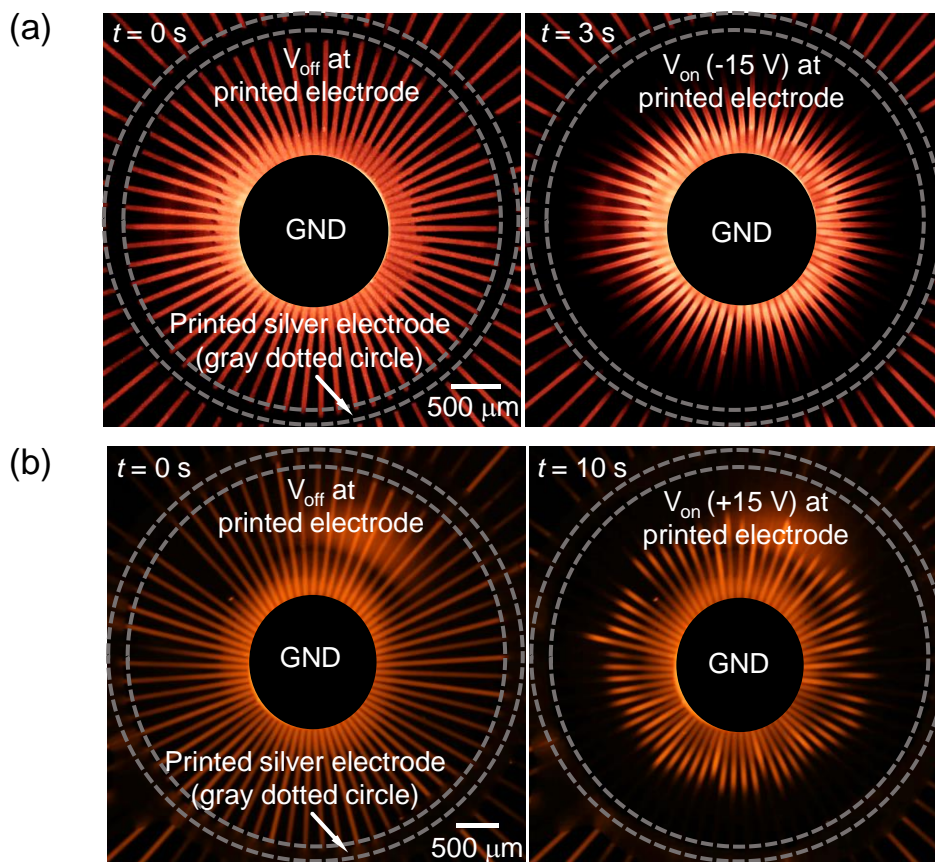 (a)
t = 0 s
V_off at
printed electrode
GND
Printed silver electrode
(gray dotted circle)
500 μm
t = 3 s
V_on (-15 V) at
printed electrode
GND
(b)
t = 0 s
V_off at
printed electrode
GND
Printed silver electrode
(gray dotted circle)
500 μm
t = 10 s
V_on (+15 V) at
printed electrode
GND